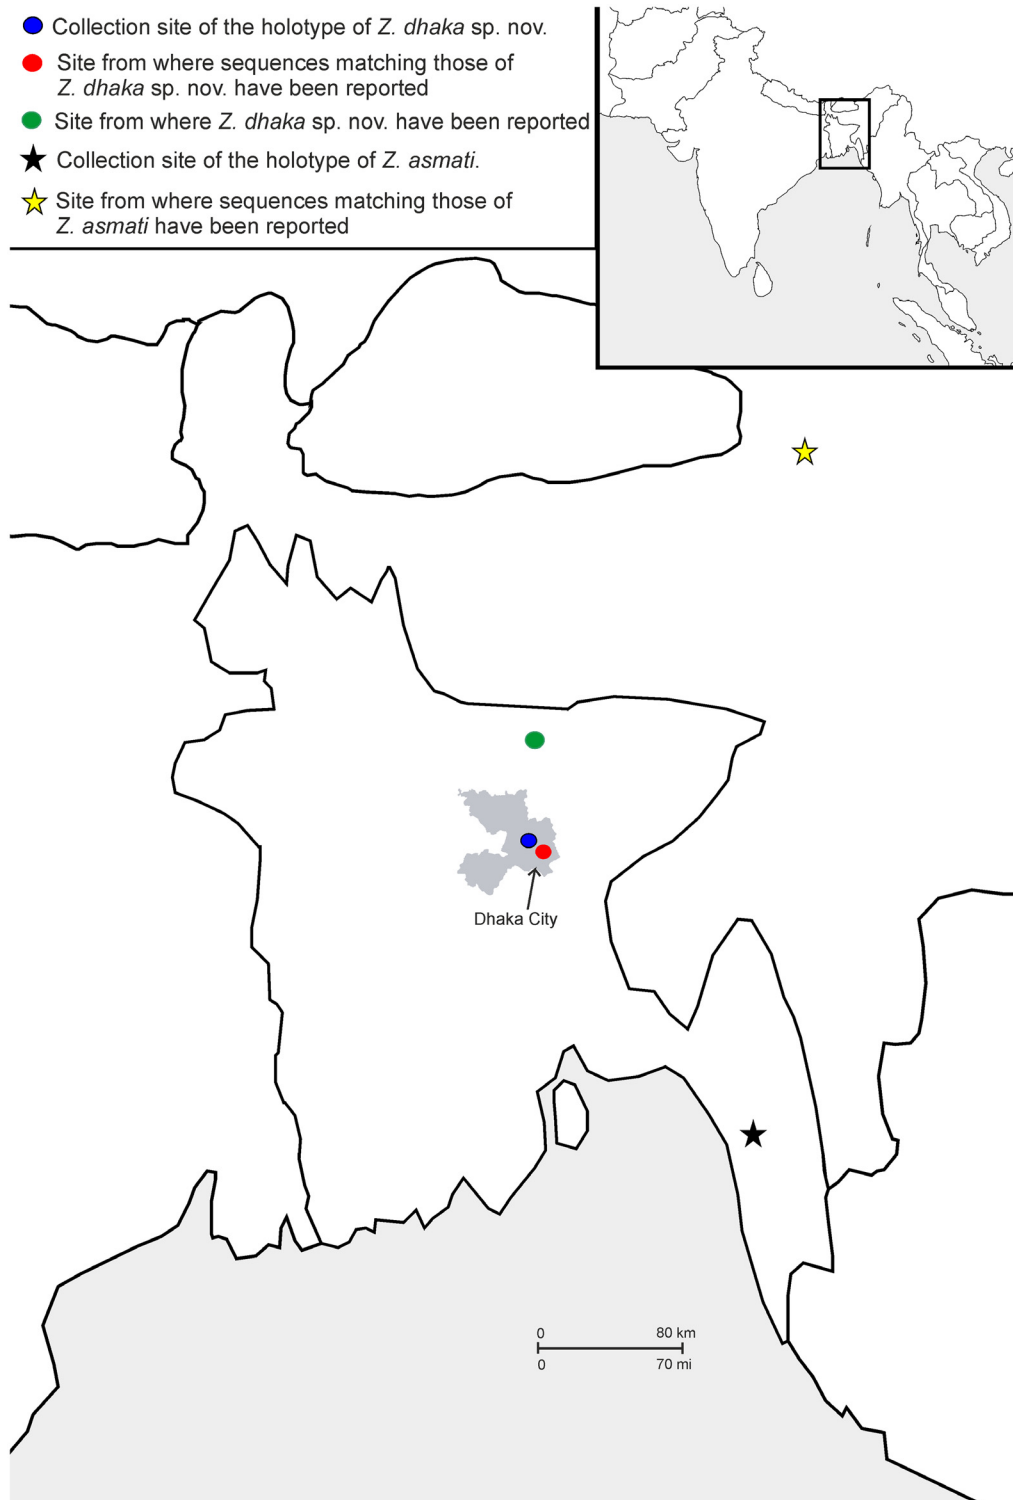 Collection site of the holotype of Z. dhaka sp. nov.
Site from where sequences matching those of
Z. dhaka sp. nov. have been reported
Site from where Z. dhaka sp. nov. have been reported
Collection site of the holotype of Z. asmati.
Site from where sequences matching those of
Z. asmati have been reported
Dhaka City
0 80 km
0 70 mi